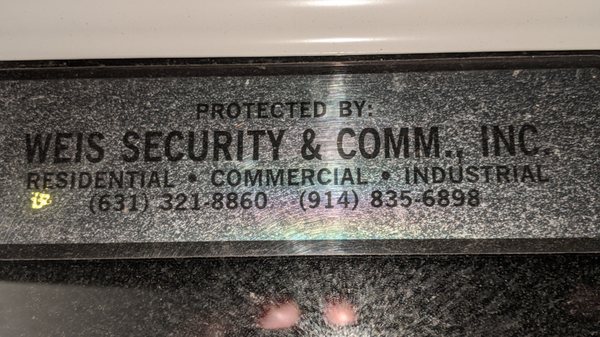 PROTECTED BY:
WEIS SECURITY & COMM., INC.
RESIDENTIAL • COMMERCIAL • INDUSTRIAL
(631) 321-8860 (914) 835-6898